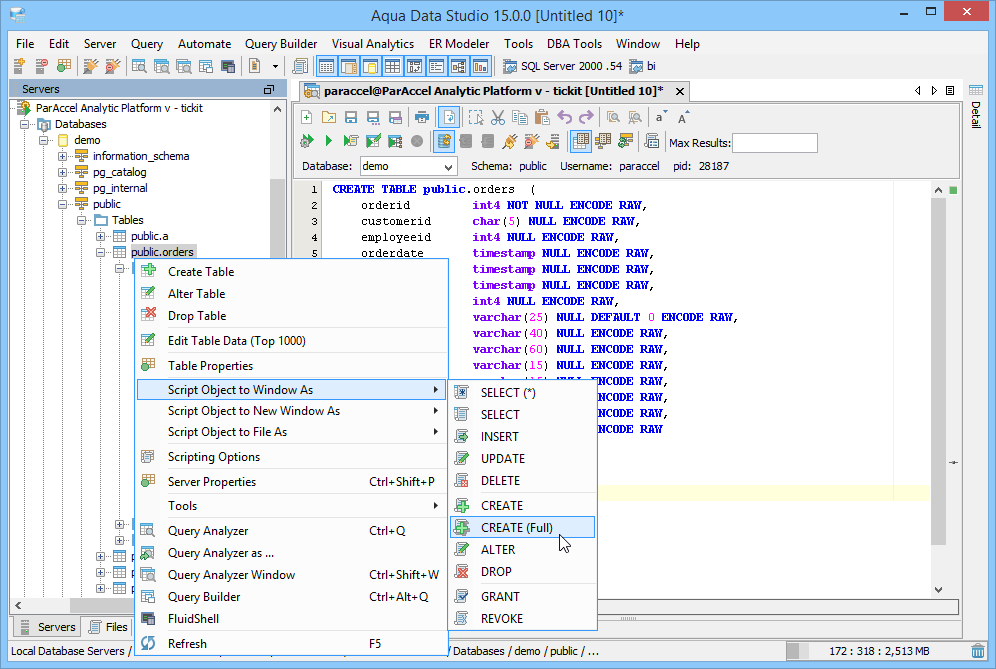 Aqua Data Studio 15.0.0 [Untitled 10]*
File Edit Server Query Automate Query Builder Visual Analytics ER Modeler Tools DBA Tools Window Help
SQL Server 2000 .54 bi
Servers
paraccel@ParAccel Analytic Platform v - tickit [Untitled 10]*
Detail
ParAccel Analytic Platform v - tickit
Databases
demo
information_schema
pg_catalog
pg_internal
public
Tables
public.a
public.orders
Max Results:
Database: demo Schema: public Username: paraccel pid: 28187
1 CREATE TABLE public.orders (
2 orderid int4 NOT NULL ENCODE RAW,
3 customerid char(5) NULL ENCODE RAW,
4 employeeid int4 NULL ENCODE RAW,
5 orderdate timestamp NULL ENCODE RAW,
timestamp NULL ENCODE RAW,
timestamp NULL ENCODE RAW,
int4 NULL ENCODE RAW,
varchar(25) NULL DEFAULT 0 ENCODE RAW,
varchar(40) NULL ENCODE RAW,
varchar(60) NULL ENCODE RAW,
varchar(15) NULL ENCODE RAW,
ENCODE RAW,
ENCODE RAW,
ENCODE RAW,
ENCODE RAW
Create Table
Alter Table
Drop Table
Edit Table Data (Top 1000)
Table Properties
Script Object to Window As
Script Object to New Window As
Script Object to File As
Scripting Options
Server Properties Ctrl+Shift+P
Tools
Query Analyzer Ctrl+Q
Query Analyzer as ...
Query Analyzer Window Ctrl+Shift+W
Query Builder Ctrl+Alt+Q
FluidShell
Refresh F5
SELECT (*)
SELECT
INSERT
UPDATE
DELETE
CREATE
CREATE (Full)
ALTER
DROP
GRANT
REVOKE
Servers Files
Local Database Servers / / Databases / demo / public / ...
172 : 318 : 2,513 MB